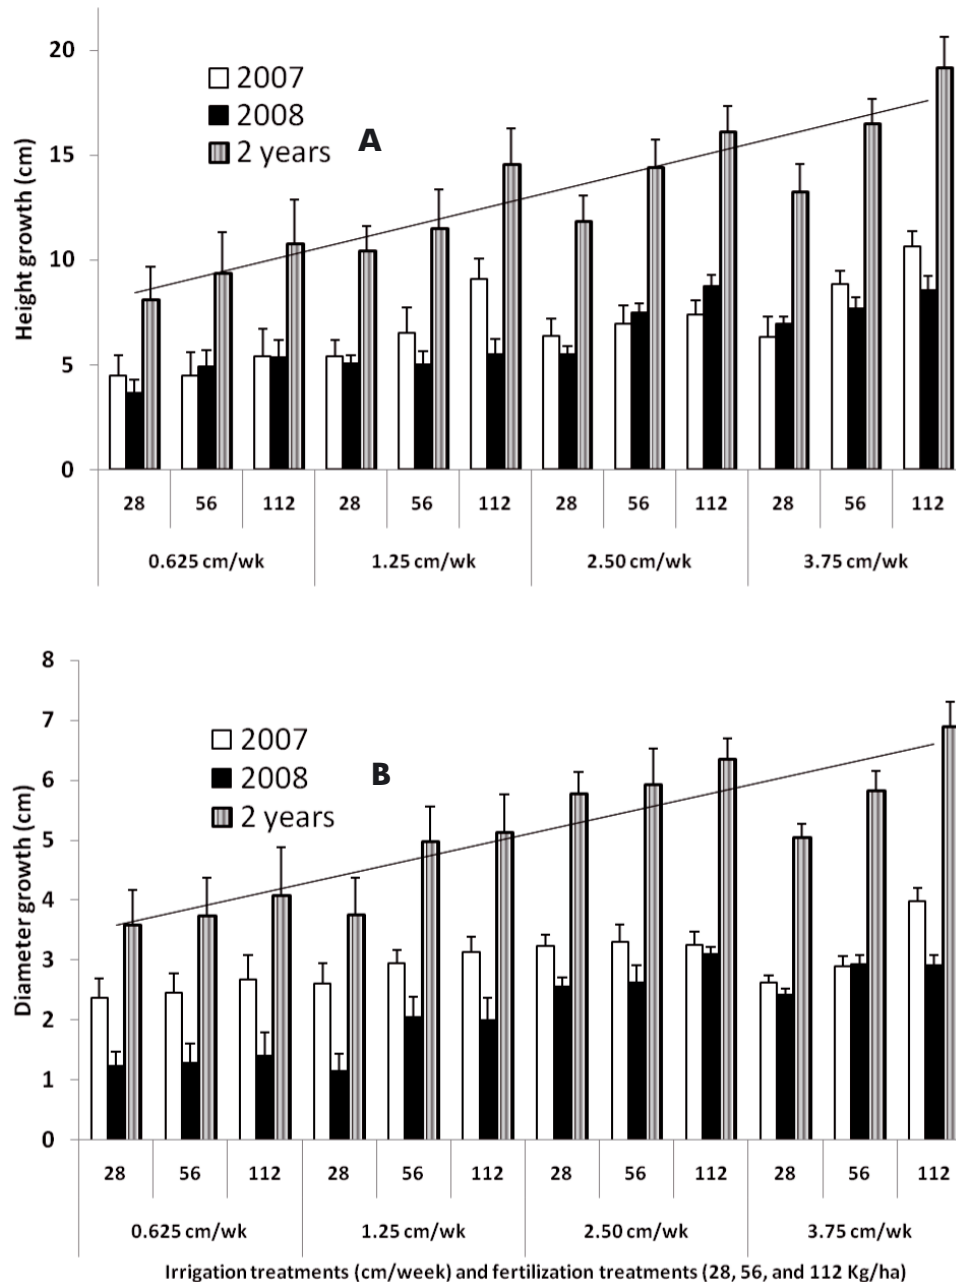 20
15
10
5
0
Height growth (cm)
2007
2008
2 years
A
28 56 112 28 56 112 28 56 112 28 56 112
0.625 cm/wk 1.25 cm/wk 2.50 cm/wk 3.75 cm/wk
8
7
6
5
4
3
2
1
0
Diameter growth (cm)
2007
2008
2 years
B
28 56 112 28 56 112 28 56 112 28 56 112
0.625 cm/wk 1.25 cm/wk 2.50 cm/wk 3.75 cm/wk
Irrigation treatments (cm/week) and fertilization treatments (28, 56, and 112 Kg/ha)